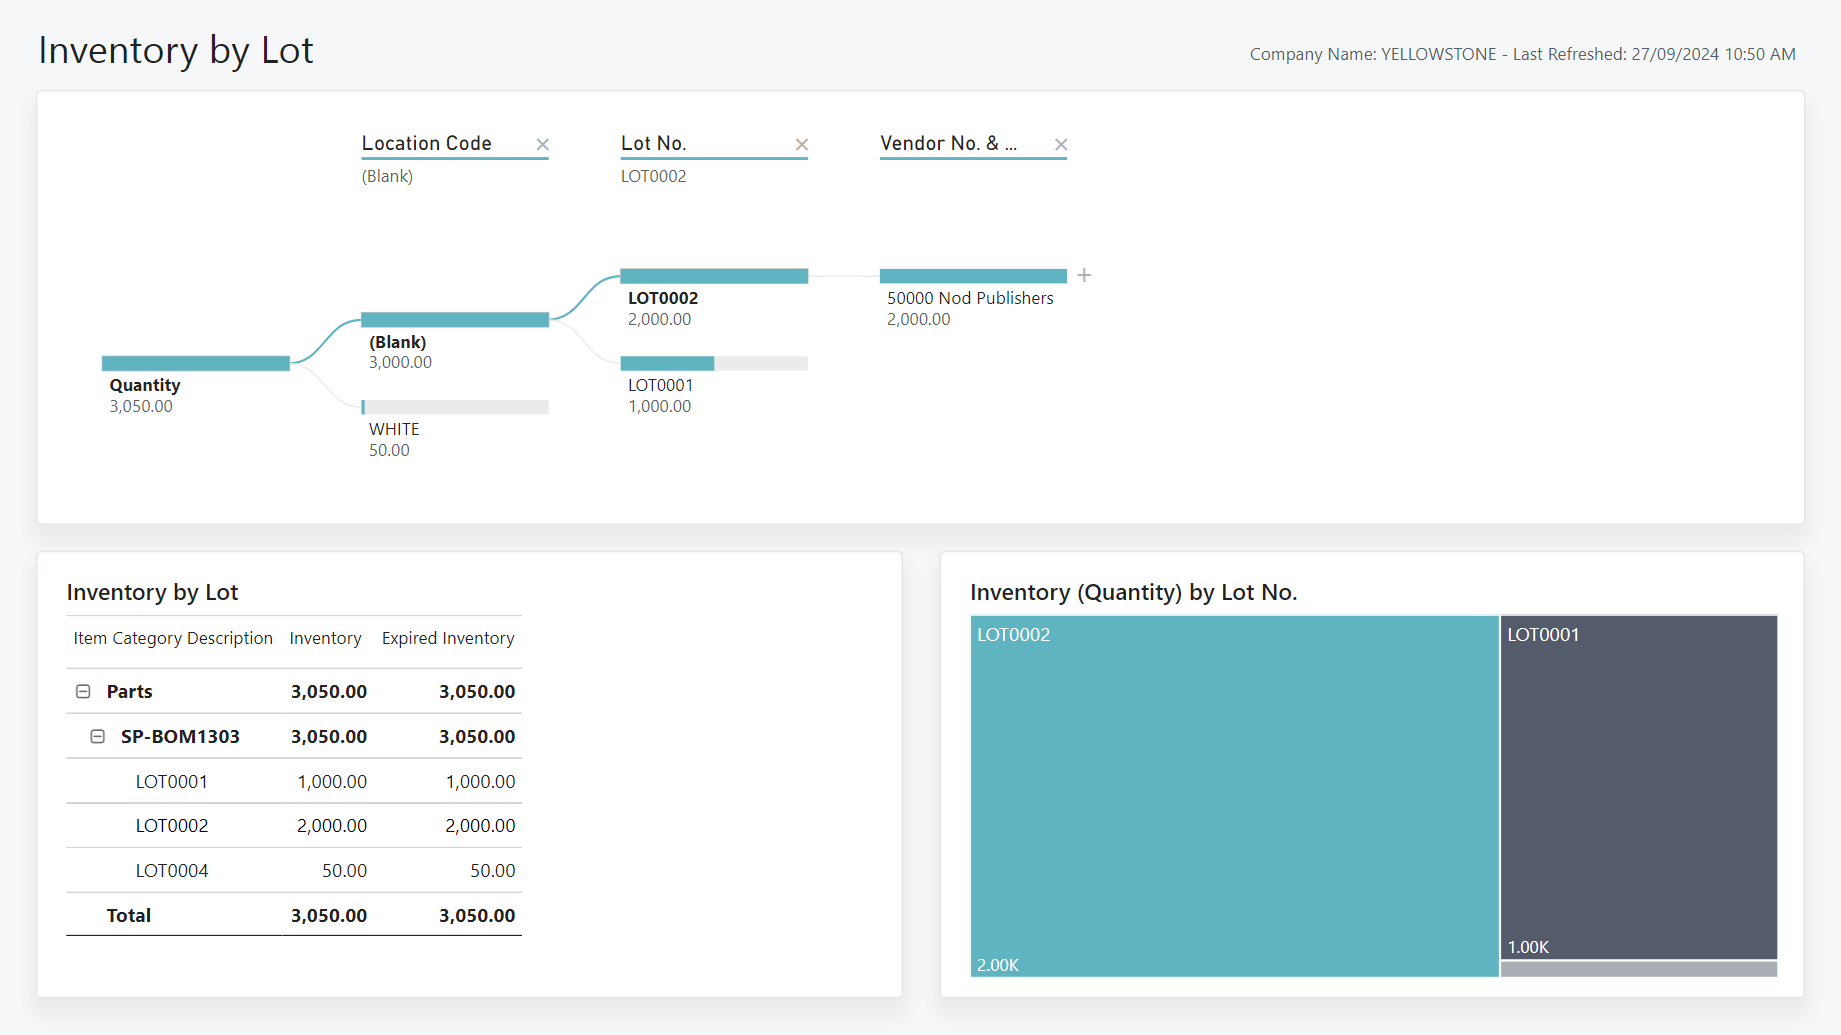 Inventory by Lot
Company Name: YELLOWSTONE - Last Refreshed: 27/09/2024 10:50 AM
Location Code
Lot No.
Vendor No. & ...
(Blank)
LOT0002
LOT0002
2,000.00
50000 Nod Publishers
2,000.00
(Blank)
3,000.00
Quantity
3,050.00
LOT0001
1,000.00
WHITE
50.00
Inventory by Lot
Item Category Description Inventory Expired Inventory
Parts 3,050.00 3,050.00
SP-BOM1303 3,050.00 3,050.00
LOT0001 1,000.00 1,000.00
LOT0002 2,000.00 2,000.00
LOT0004 50.00 50.00
Total 3,050.00 3,050.00
Inventory (Quantity) by Lot No.
LOT0002
LOT0001
1.00K
2.00K